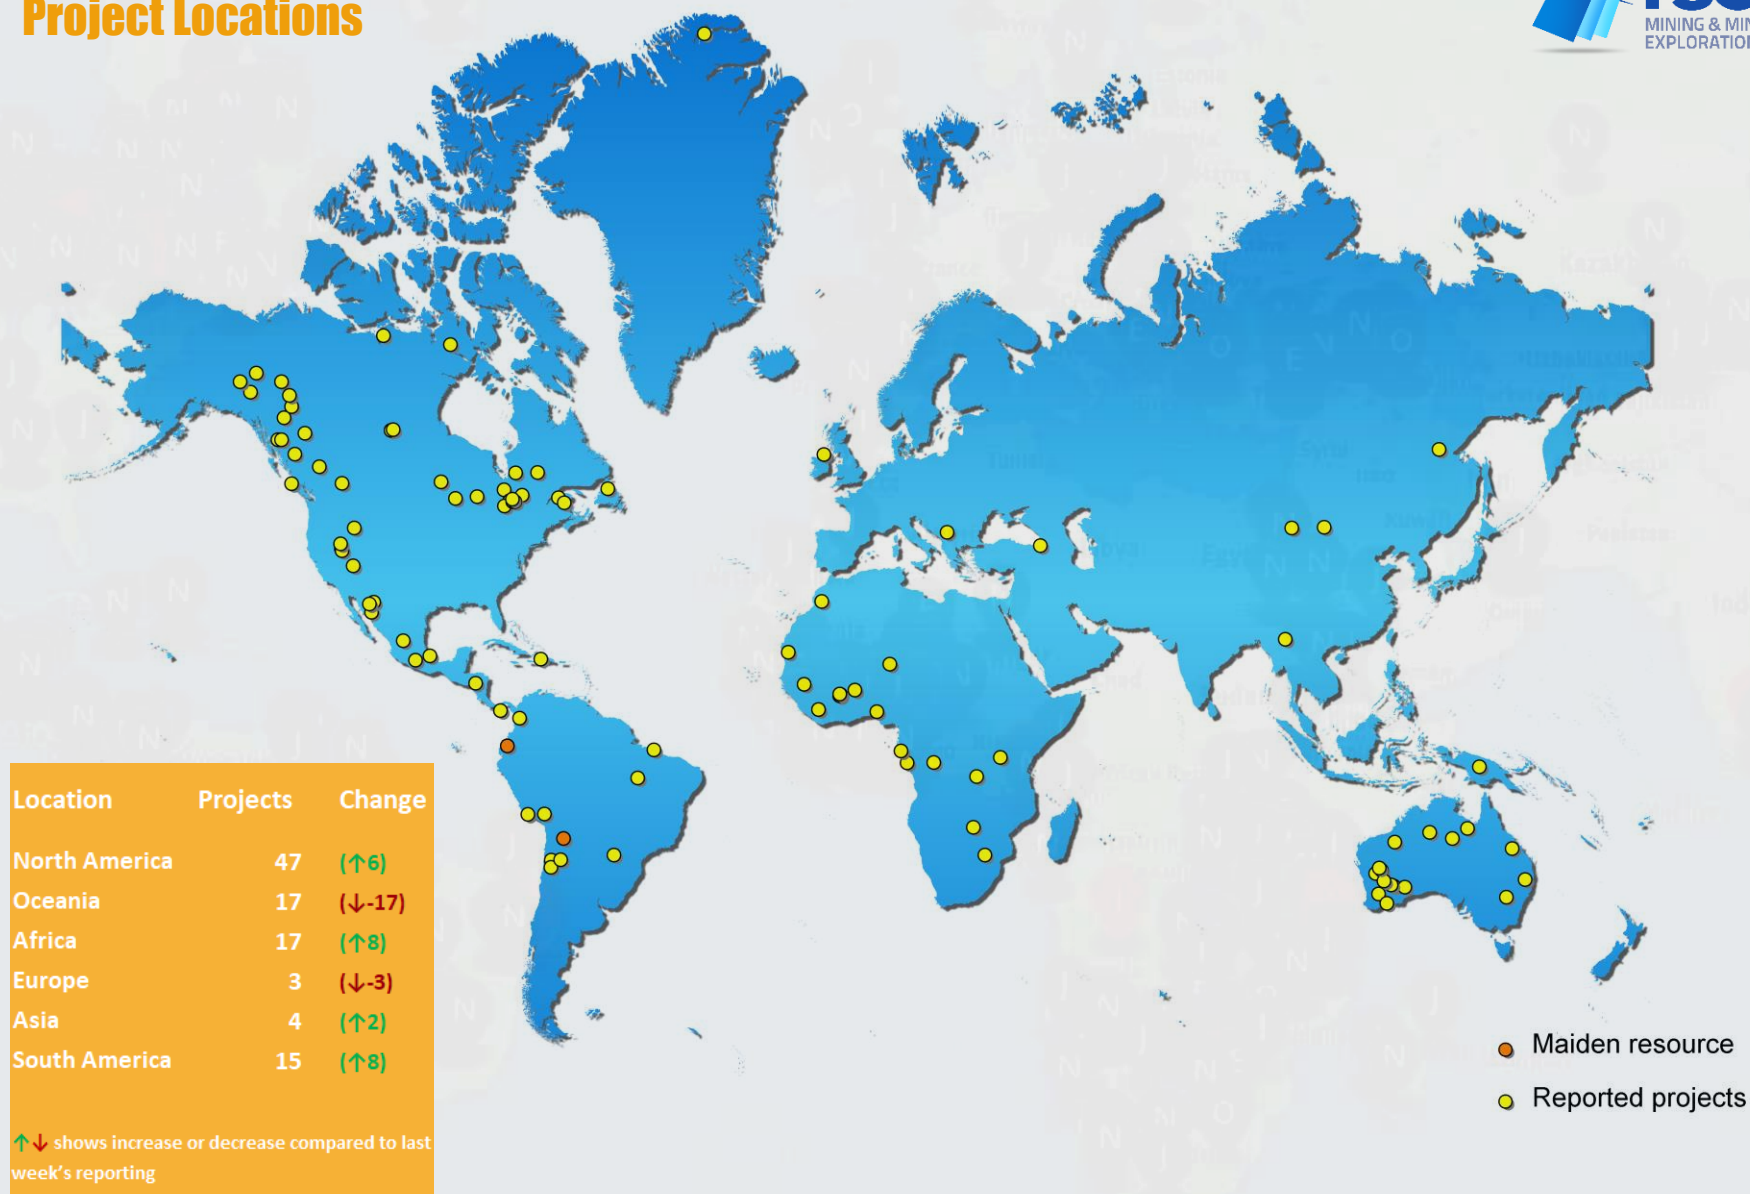 Project Locations
MINING & MIN
EXPLORATION
Location Projects Change
North America 47 (↑6)
Oceania 17 (↓-17)
Africa 17 (↑8)
Europe 3 (↓-3)
Asia 4 (↑2)
South America 15 (↑8)
↑↓ shows increase or decrease compared to last
week's reporting
Maiden resource
Reported projects